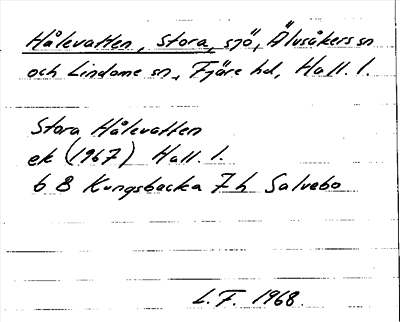 Hålevatten, Stora, sjö, Älvsåkers sn
och Lindome sn, Fjäre hd, Hall. l.
Stora Hålevatten
ek (1967) Hall. l.
6 B Kungsbacka 7 h Salvebo
L.F. 1968.